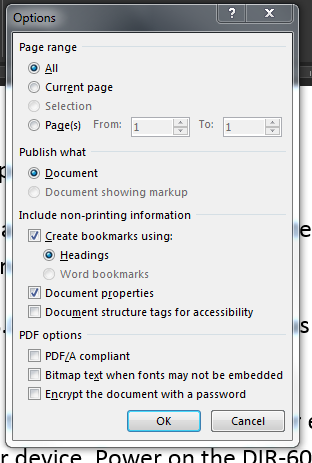 Options
?
Page range
All
Current page
Selection
Page(s) From: 1 To: 1
Publish what
Document
Document showing markup
Include non-printing information
Create bookmarks using:
Headings
Word bookmarks
Document properties
Document structure tags for accessibility
PDF options
PDF/A compliant
Bitmap text when fonts may not be embedded
Encrypt the document with a password
OK Cancel
r device. Power on the DIR-60